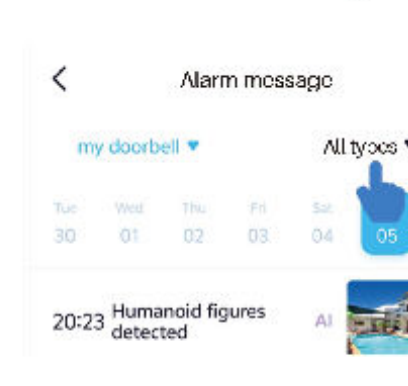 Alarm message
my doorbell ▼ All types
Tue Wed Thu Fri Sat
30 01 02 03 04 05
20:23 Humanoid figures detected AI